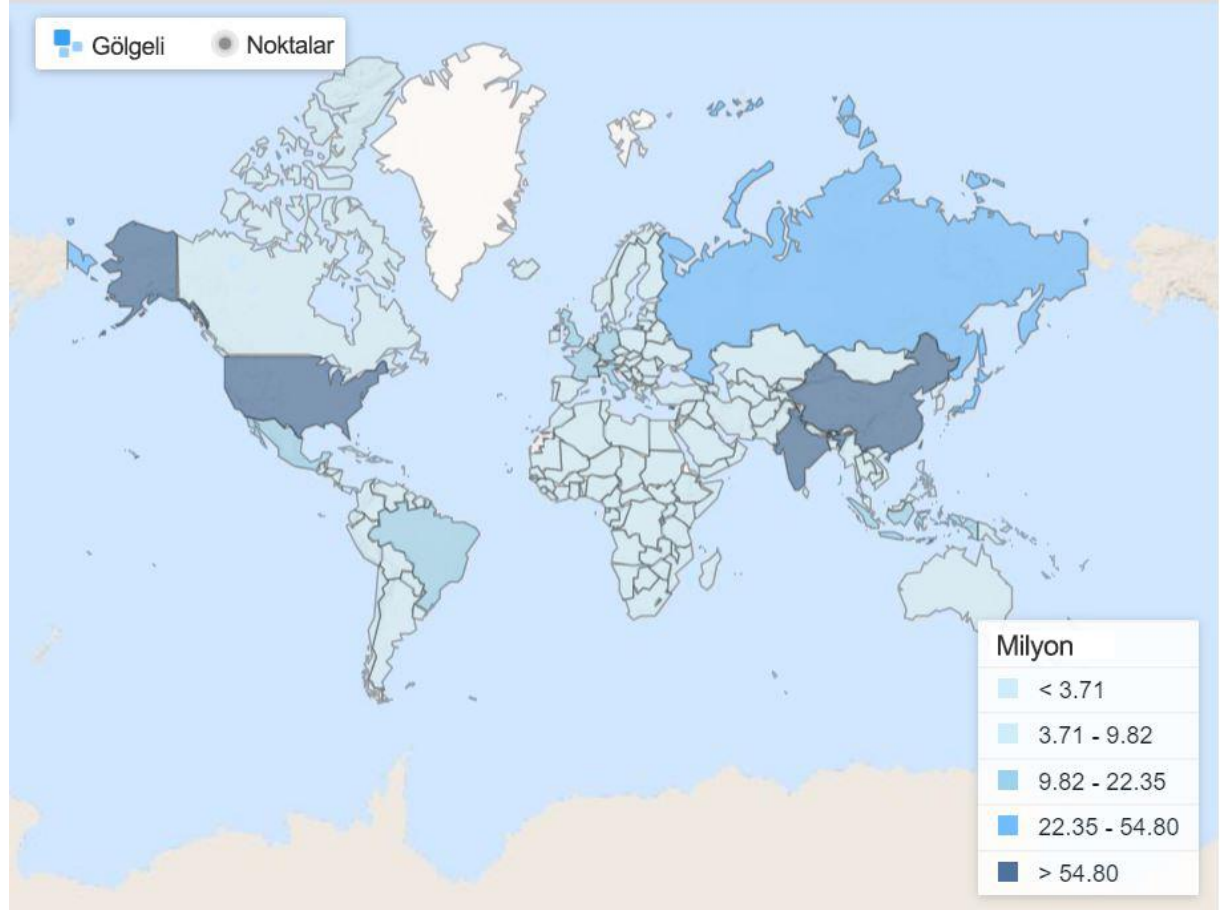 Gölgeli
Noktalar
Milyon
< 3.71
3.71 - 9.82
9.82 - 22.35
22.35 - 54.80
> 54.80